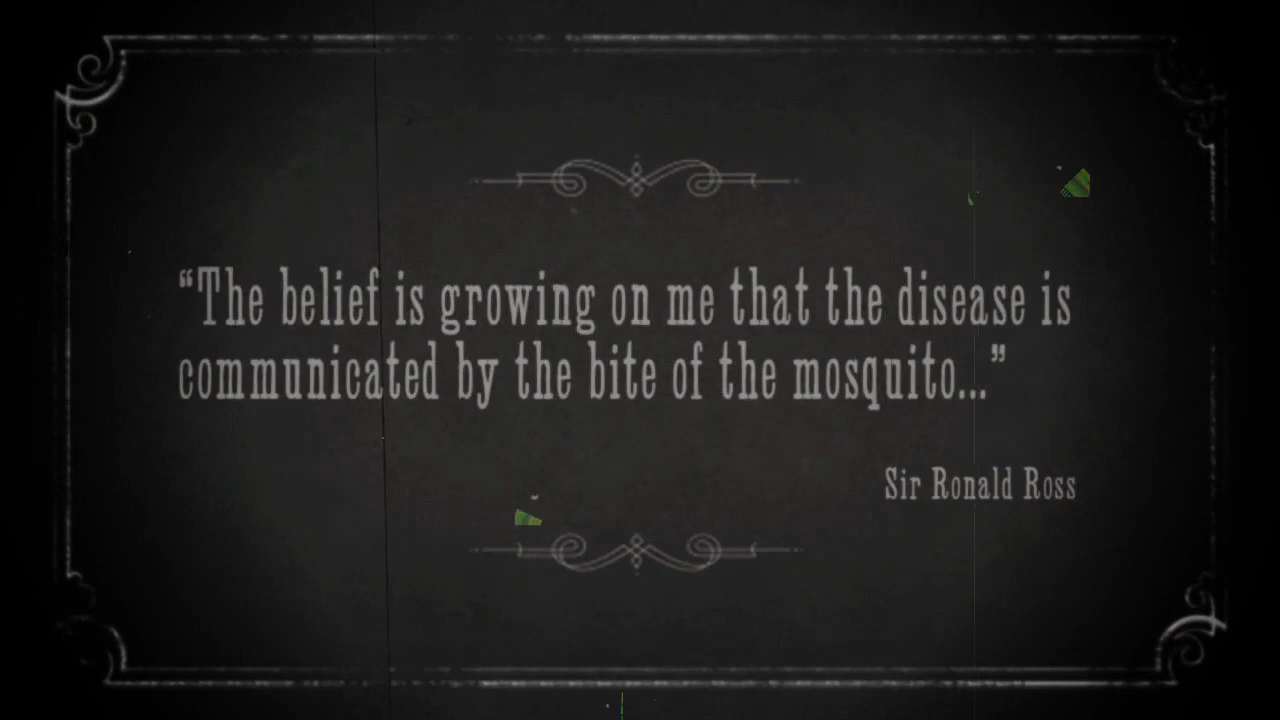 “The belief is growing on me that the disease is
communicated by the bite of the mosquito...”
Sir Ronald Ross